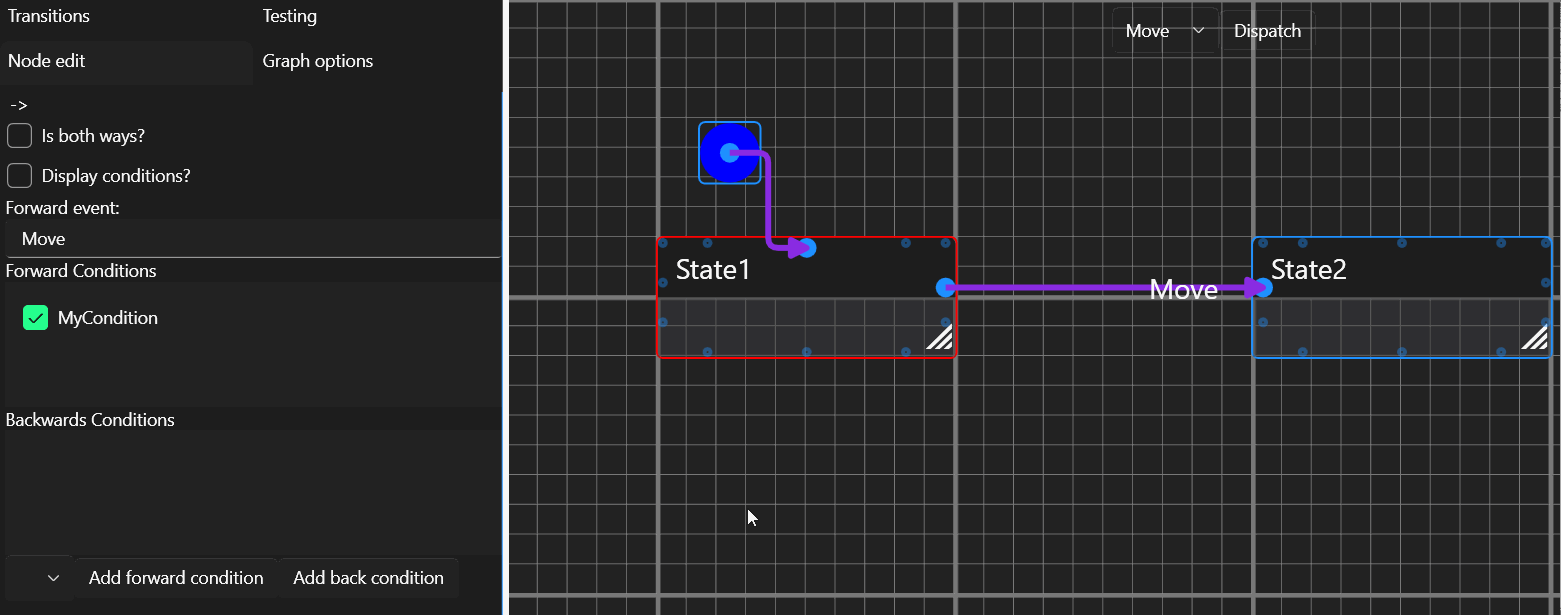 Transitions
Testing
Node edit
Graph options
->
Is both ways?
Display conditions?
Forward event:
Move
Forward Conditions
MyCondition
Backwards Conditions
Add forward condition
Add back condition
Move
Dispatch
State1
Move
State2